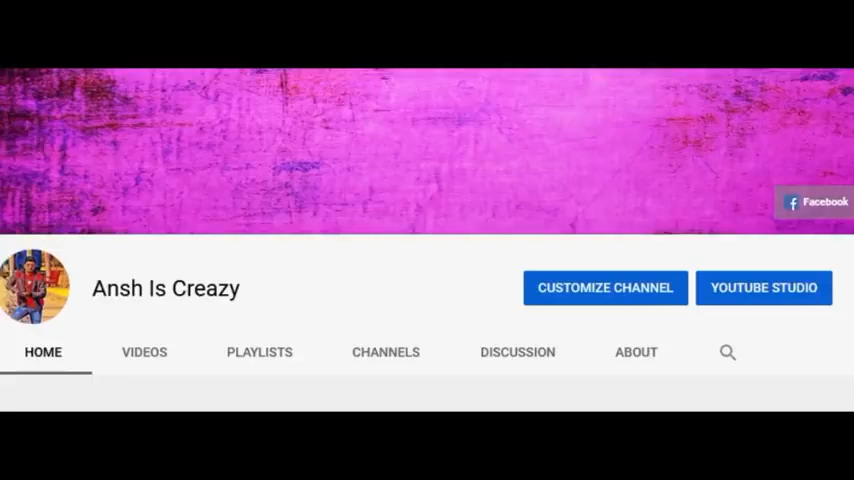 Facebook
Ansh Is Creazy
CUSTOMIZE CHANNEL
YOUTUBE STUDIO
HOME VIDEOS PLAYLISTS CHANNELS DISCUSSION ABOUT